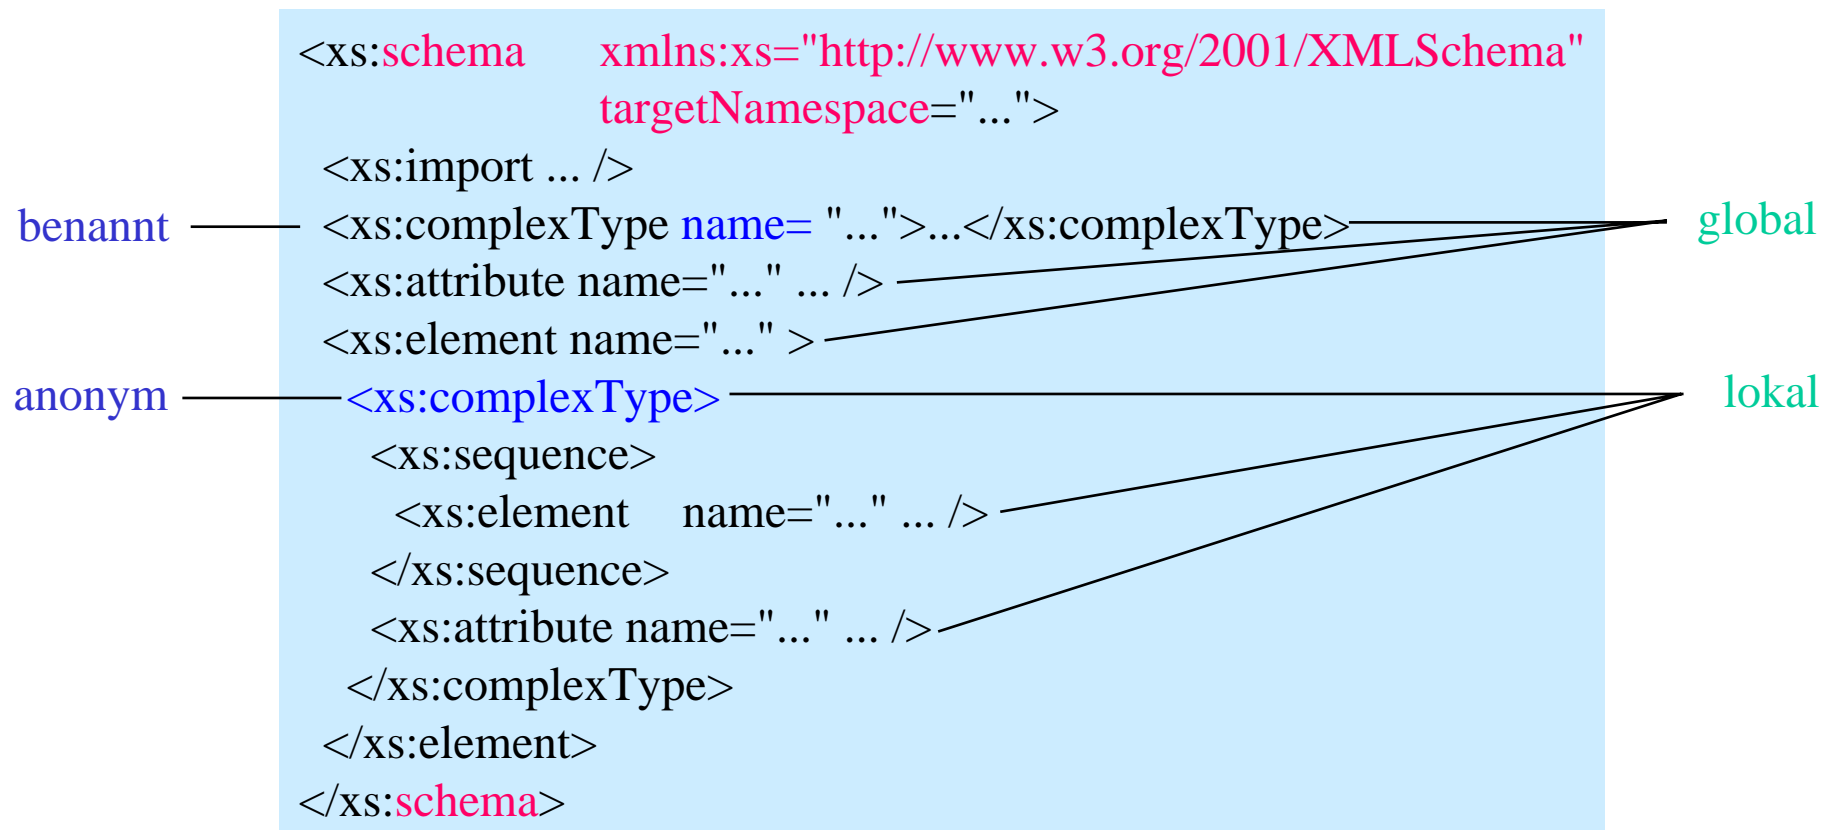 <xs:schema xmlns:xs="http://www.w3.org/2001/XMLSchema"
targetNamespace="...">
<xs:import ... />
benannt <xs:complexType name= "...">...</xs:complexType> global
<xs:attribute name="..." ... />
<xs:element name="..." >
anonym <xs:complexType> lokal
<xs:sequence>
<xs:element name="..." ... />
</xs:sequence>
<xs:attribute name="..." ... />
</xs:complexType>
</xs:element>
</xs:schema>